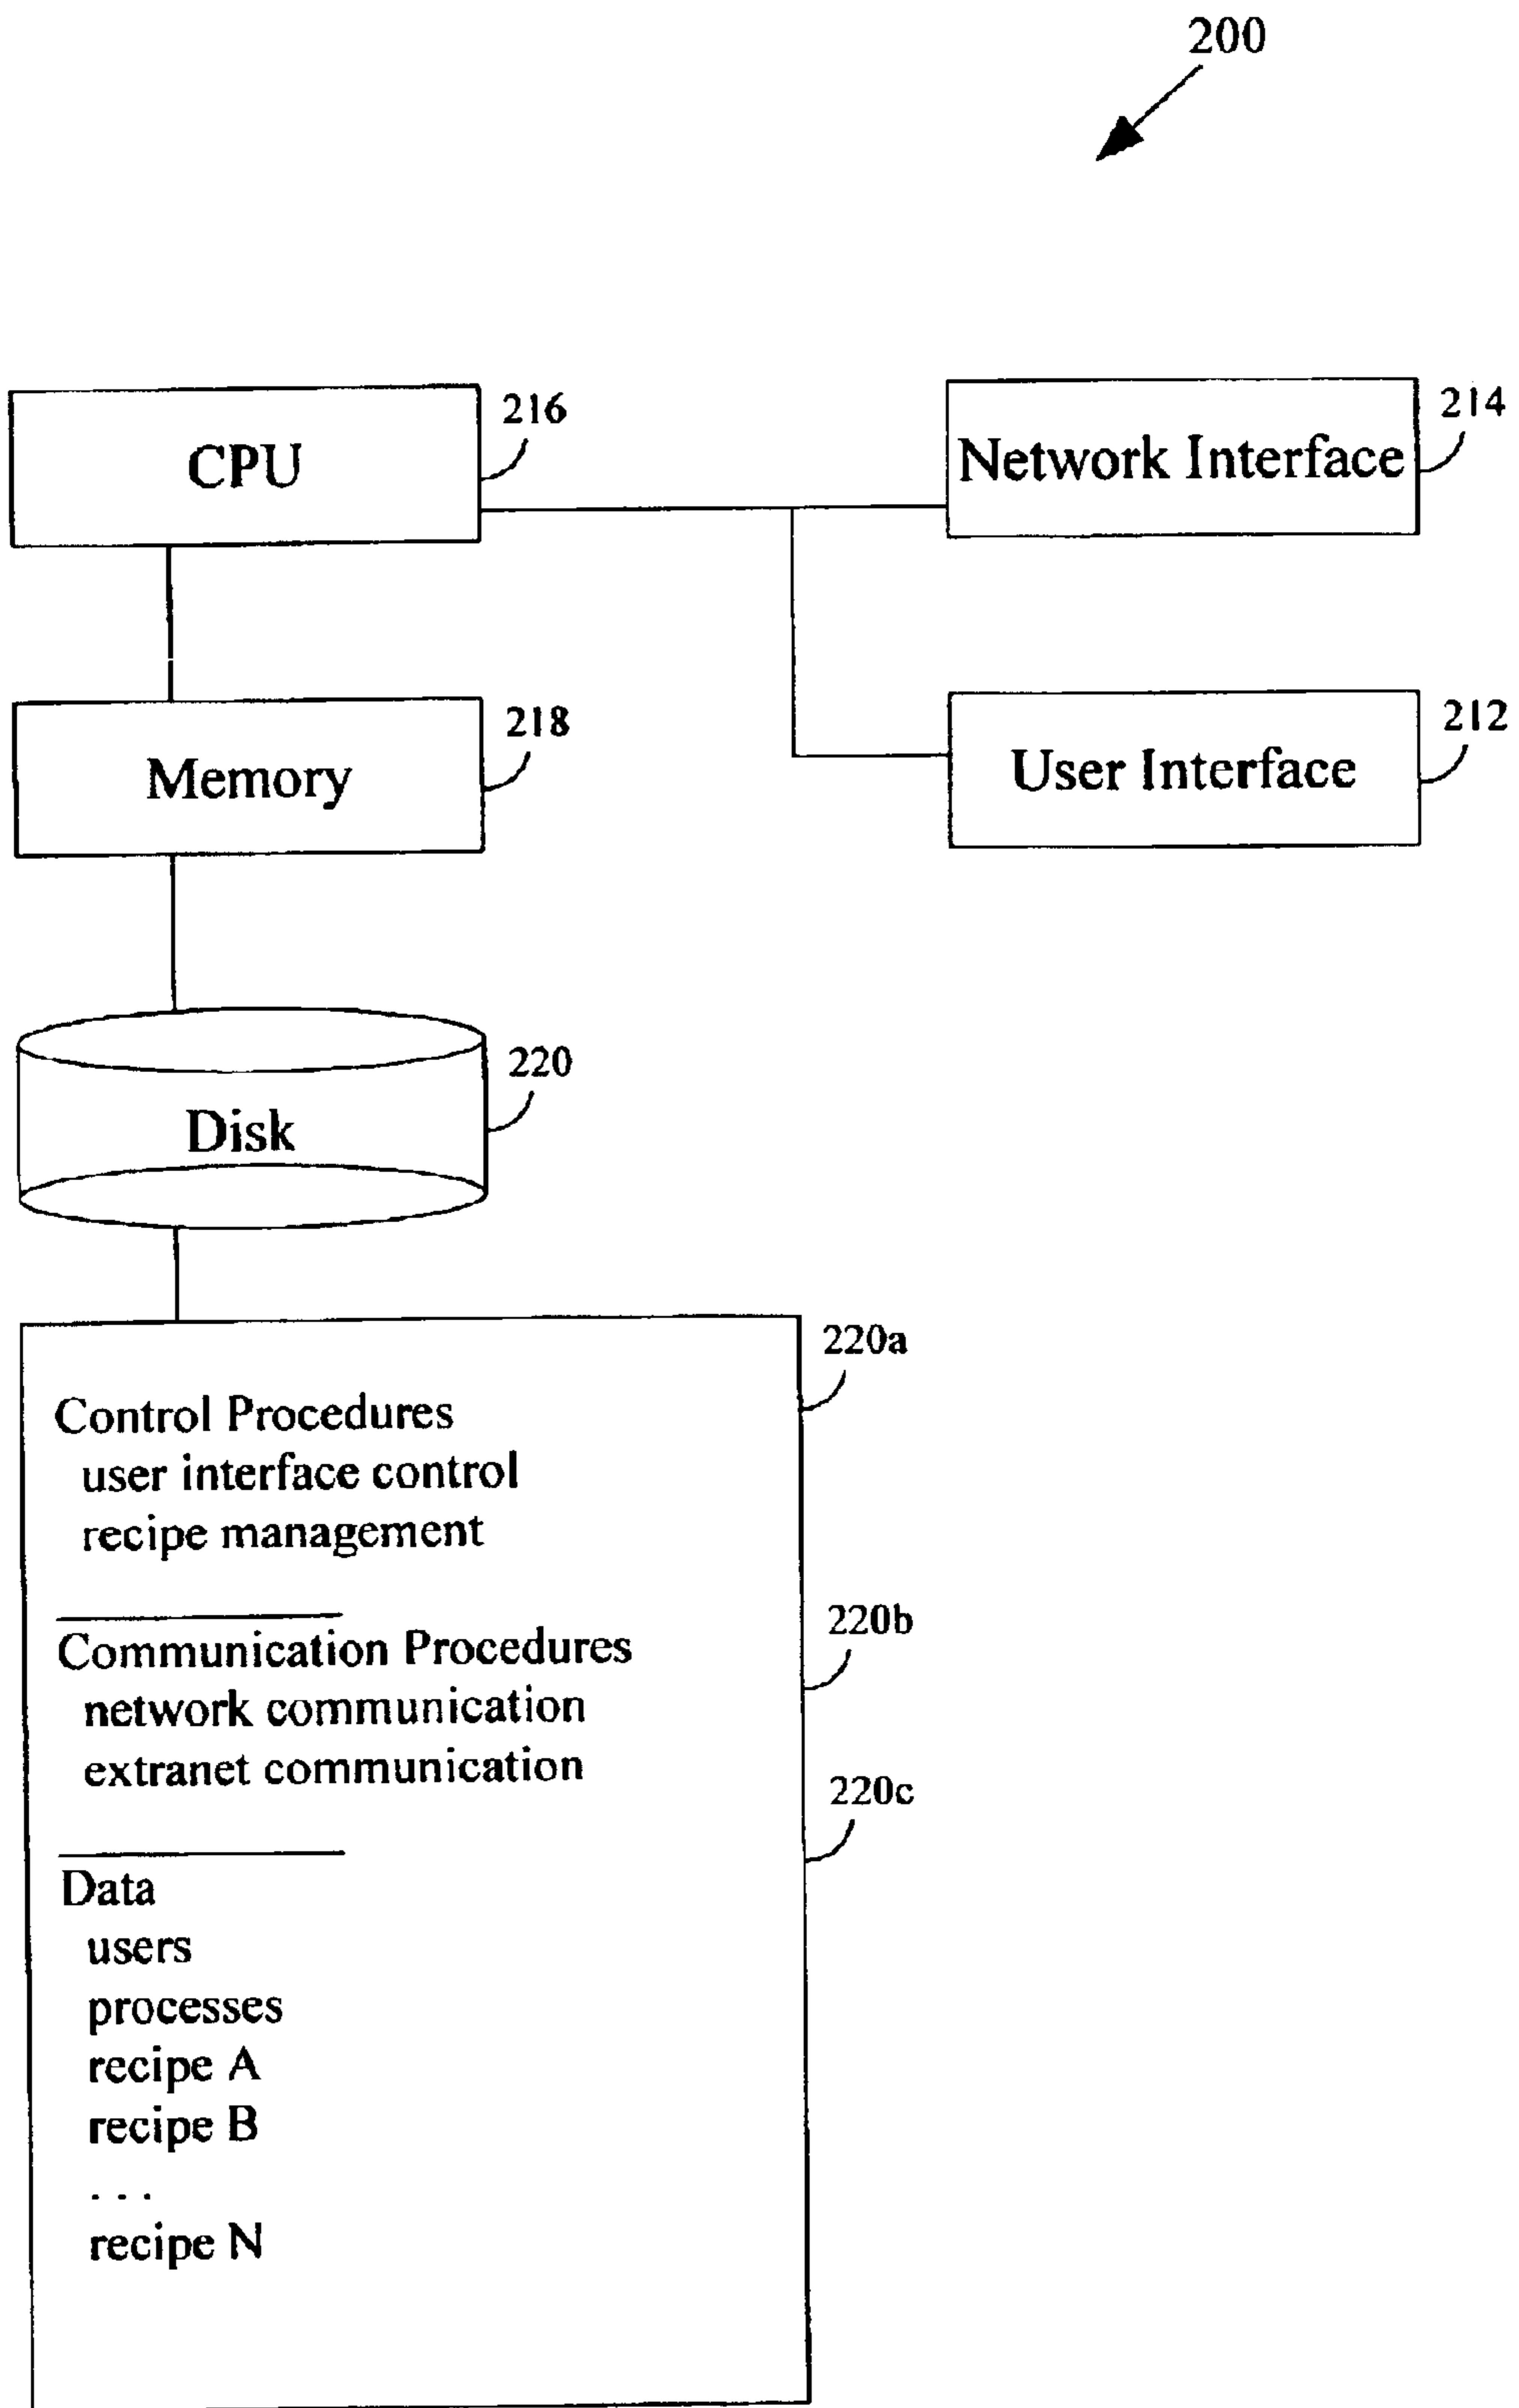 200
CPU
216
Network Interface
214
Memory
218
User Interface
212
Disk
220
220a
Control Procedures
user interface control
recipe management
220b
Communication Procedures
network communication
extranet communication
220c
Data
users
processes
recipe A
recipe B
. . .
recipe N